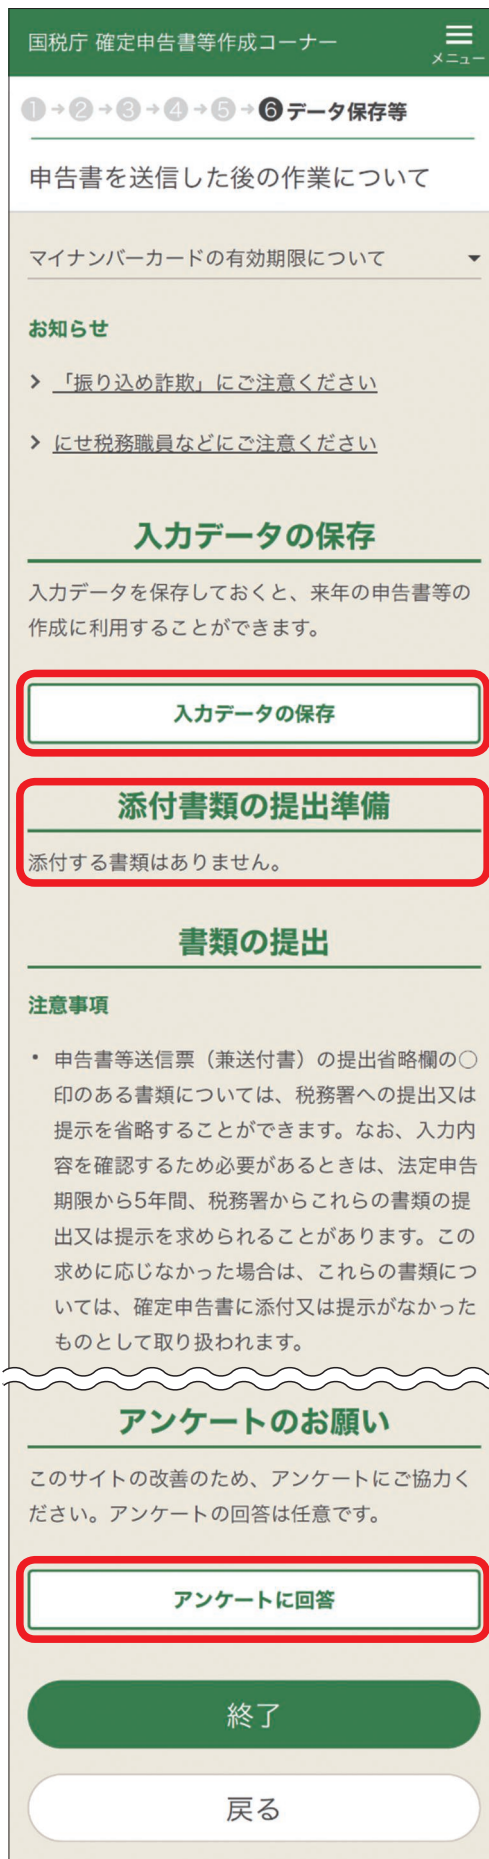 国税庁 確定申告書等作成コーナー
メニュー
1→2→3→4→5→6データ保存等
申告書を送信した後の作業について
マイナンバーカードの有効期限について
お知らせ
「振り込め詐欺」にご注意ください
にせ税務職員などにご注意ください
入力データの保存
入力データを保存しておくと、来年の申告書等の
作成に利用することができます。
入力データの保存
添付書類の提出準備
添付する書類はありません。
書類の提出
注意事項
・申告書等送信票（兼送付書）の提出省略欄の○
印のある書類については、税務署への提出又は
提示を省略することができます。なお、入力内
容を確認するため必要があるときは、法定申告
期限から5年間、税務署からこれらの書類の提
出又は提示を求められることがあります。この
求めに応じなかった場合は、これらの書類につ
いては、確定申告書に添付又は提示がなかった
ものとして取り扱われます。
アンケートのお願い
このサイトの改善のため、アンケートにご協力く
ださい。アンケートの回答は任意です。
アンケートに回答
終了
戻る